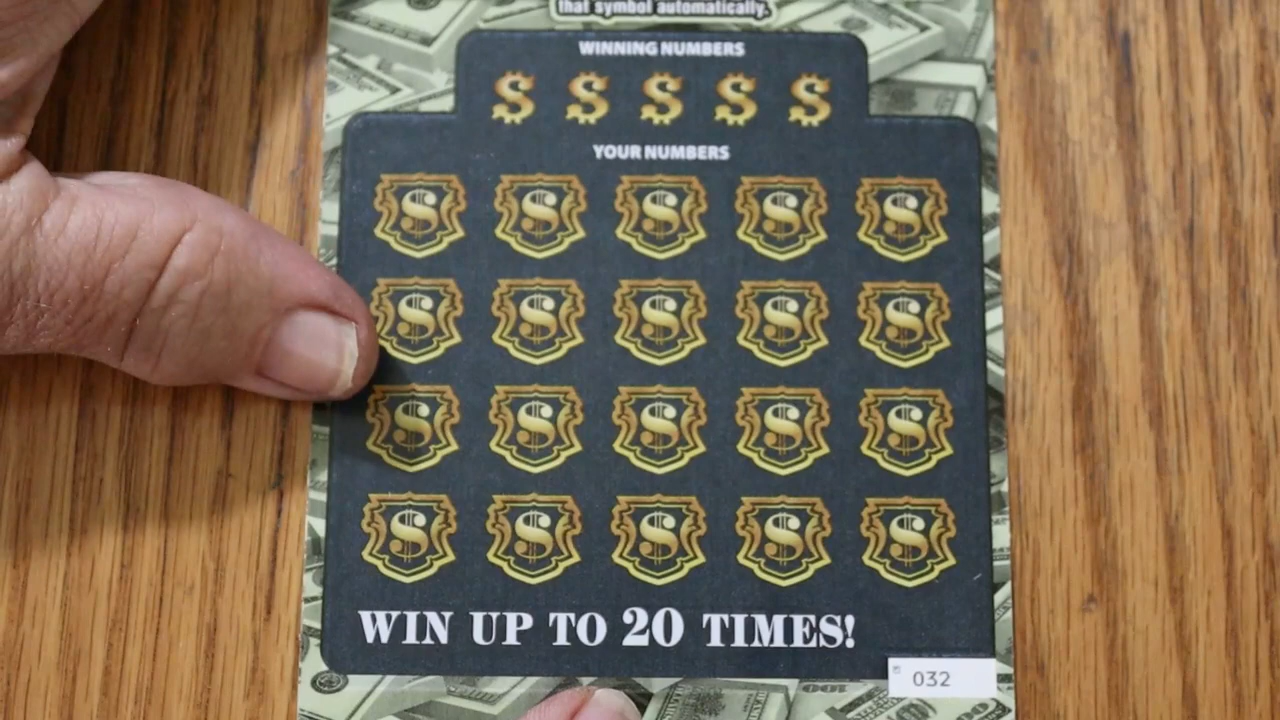 that symbol automatically.
WINNING NUMBERS
$ $ $ $ $
YOUR NUMBERS
$ $ $ $ $
$ $ $ $ $
$ $ $ $ $
$ $ $ $ $
WIN UP TO 20 TIMES!
032